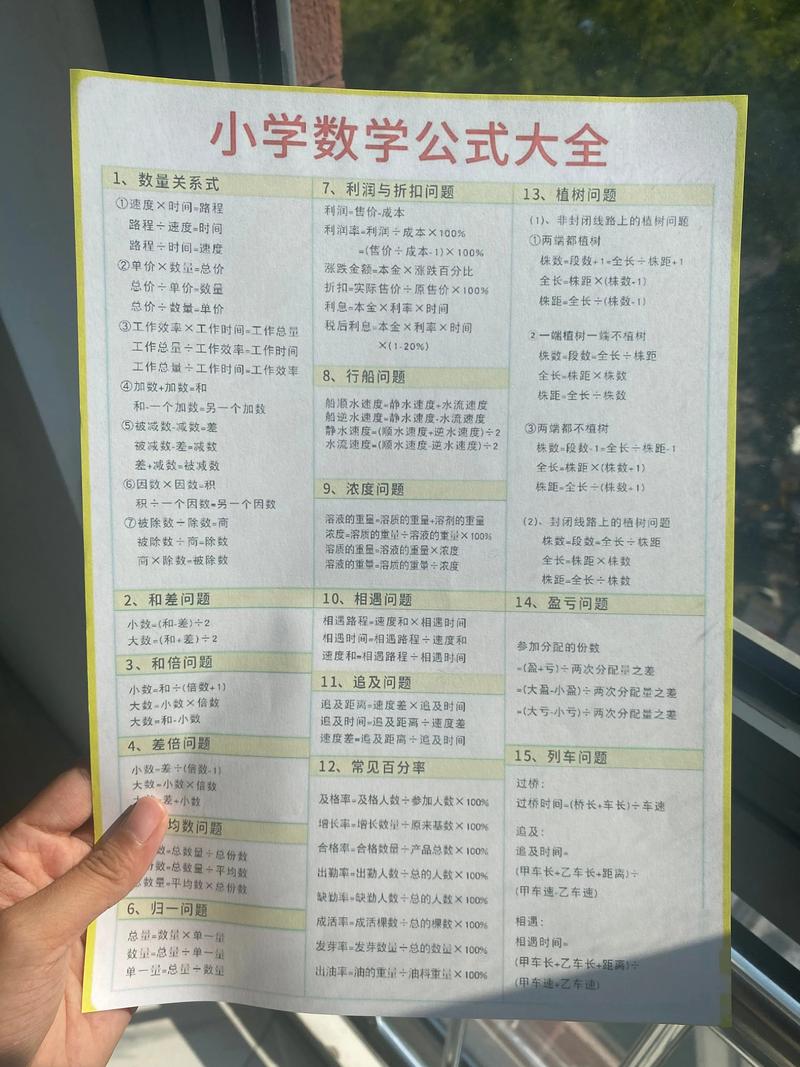 小学数学公式大全
1、数量关系式
①速度×时间=路程
路程÷速度=时间
路程÷时间=速度
②单价×数量=总价
总价÷单价=数量
总价÷数量=单价
③工作效率×工作时间=工作总量
工作总量÷工作效率=工作时间
工作总量÷工作时间=工作效率
④加数+加数=和
和-一个加数=另一个加数
⑤被减数-减数=差
被减数-差=减数
差+减数=被减数
⑥因数×因数=积
积÷一个因数=另一个因数
⑦被除数÷除数=商
被除数÷商=除数
商×除数=被除数
2、和差问题
小数=(和-差)÷2
大数=(和+差)÷2
3、和倍问题
小数=和÷(倍数+1)
大数=小数×倍数
大数=和-小数
4、差倍问题
小数=差÷(倍数-1)
大数=小数×倍数
大数=差+小数
均数问题
数=总数量÷总份数
份数=总数量÷平均数
总数量=平均数×总份数
6、归一问题
总量=数量×单一量
数量=总量÷单一量
单一量=总量÷数量
7、利润与折扣问题
利润=售价-成本
利润率=利润÷成本×100%
=(售价÷成本-1)×100%
涨跌金额=本金×涨跌百分比
折扣=实际售价÷原售价×100%
利息=本金×利率×时间
税后利息=本金×利率×时间
×(1-20%)
8、行船问题
船顺水速度=静水速度+水流速度
船逆水速度=静水速度-水流速度
静水速度=(顺水速度+逆水速度)÷2
水流速度=(顺水速度-逆水速度)÷2
9、浓度问题
溶液的重量=溶质的重量+溶剂的重量
浓度=溶质的重量÷溶液的重量×100%
溶质的重量=溶液的重量×浓度
溶液的重量=溶质的重量÷浓度
10、相遇问题
相遇路程=速度和×相遇时间
相遇时间=相遇路程÷速度和
速度和=相遇路程÷相遇时间
11、追及问题
追及距离=速度差×追及时间
追及时间=追及距离÷速度差
速度差=追及距离÷追及时间
12、常见百分率
及格率=及格人数÷参加人数×100%
增长率=增长数量÷原来基数×100%
合格率=合格数量÷产品总数×100%
出勤率=出勤人数÷总的人数×100%
缺勤率=缺勤人数÷总的人数×100%
成活率=成活棵数÷总的棵数×100%
发芽率=发芽数量÷总的数量×100%
出油率=油的重量÷油料重量×100%
13、植树问题
(1)、非封闭线路上的植树问题
①两端都植树
株数=段数+1=全长÷株距+1
全长=株距×(株数-1)
株距=全长÷(株数-1)
2 一端植树一端不植树
株数=段数=全长÷株距
全长=株距×株数
株距=全长÷株数
③两端都不植树
株数=段数-1=全长÷株距-1
全长=株距×(株数+1)
株距=全长÷(株数+1)
(2)、封闭线路上的植树问题
株数=段数=全长÷株距
全长=株距×株数
株距=全长÷株数
14、盈亏问题
参加分配的份数
=(盈+亏)÷两次分配量之差
=(大盈-小盈)÷两次分配量之差
=(大亏-小亏)÷两次分配量之差
15、列车问题
过桥:
过桥时间=(桥长+车长)÷车速
追及:
追及时间=
(甲车长+乙车长+距离)÷
(甲车速-乙车速)
相遇:
相遇时间=
(甲车长+乙车长+距离)÷
(甲车速+乙车速)